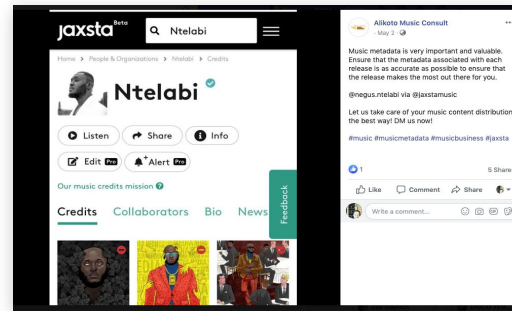 jaxsta Beta
Ntelabi
Home > People & Organizations > Ntelabi > Credits
Ntelabi
Listen
Share
Info
Edit Pro
Alert Pro
Our music credits mission
Credits
Collaborators
Bio
News
Feedback
Alikoto Music Consult
May 2
Music metadata is very important and valuable.
Ensure that the metadata associated with each
release is as accurate as possible to ensure that
the release makes the most out there for you.
@negus.ntelabi via @jaxstamusic
Let us take care of your music content distribution
the best way! DM us now!
#music #musicmetadata #musicbusiness #jaxsta
1
5 Share
Like
Comment
Share
Write a comment...